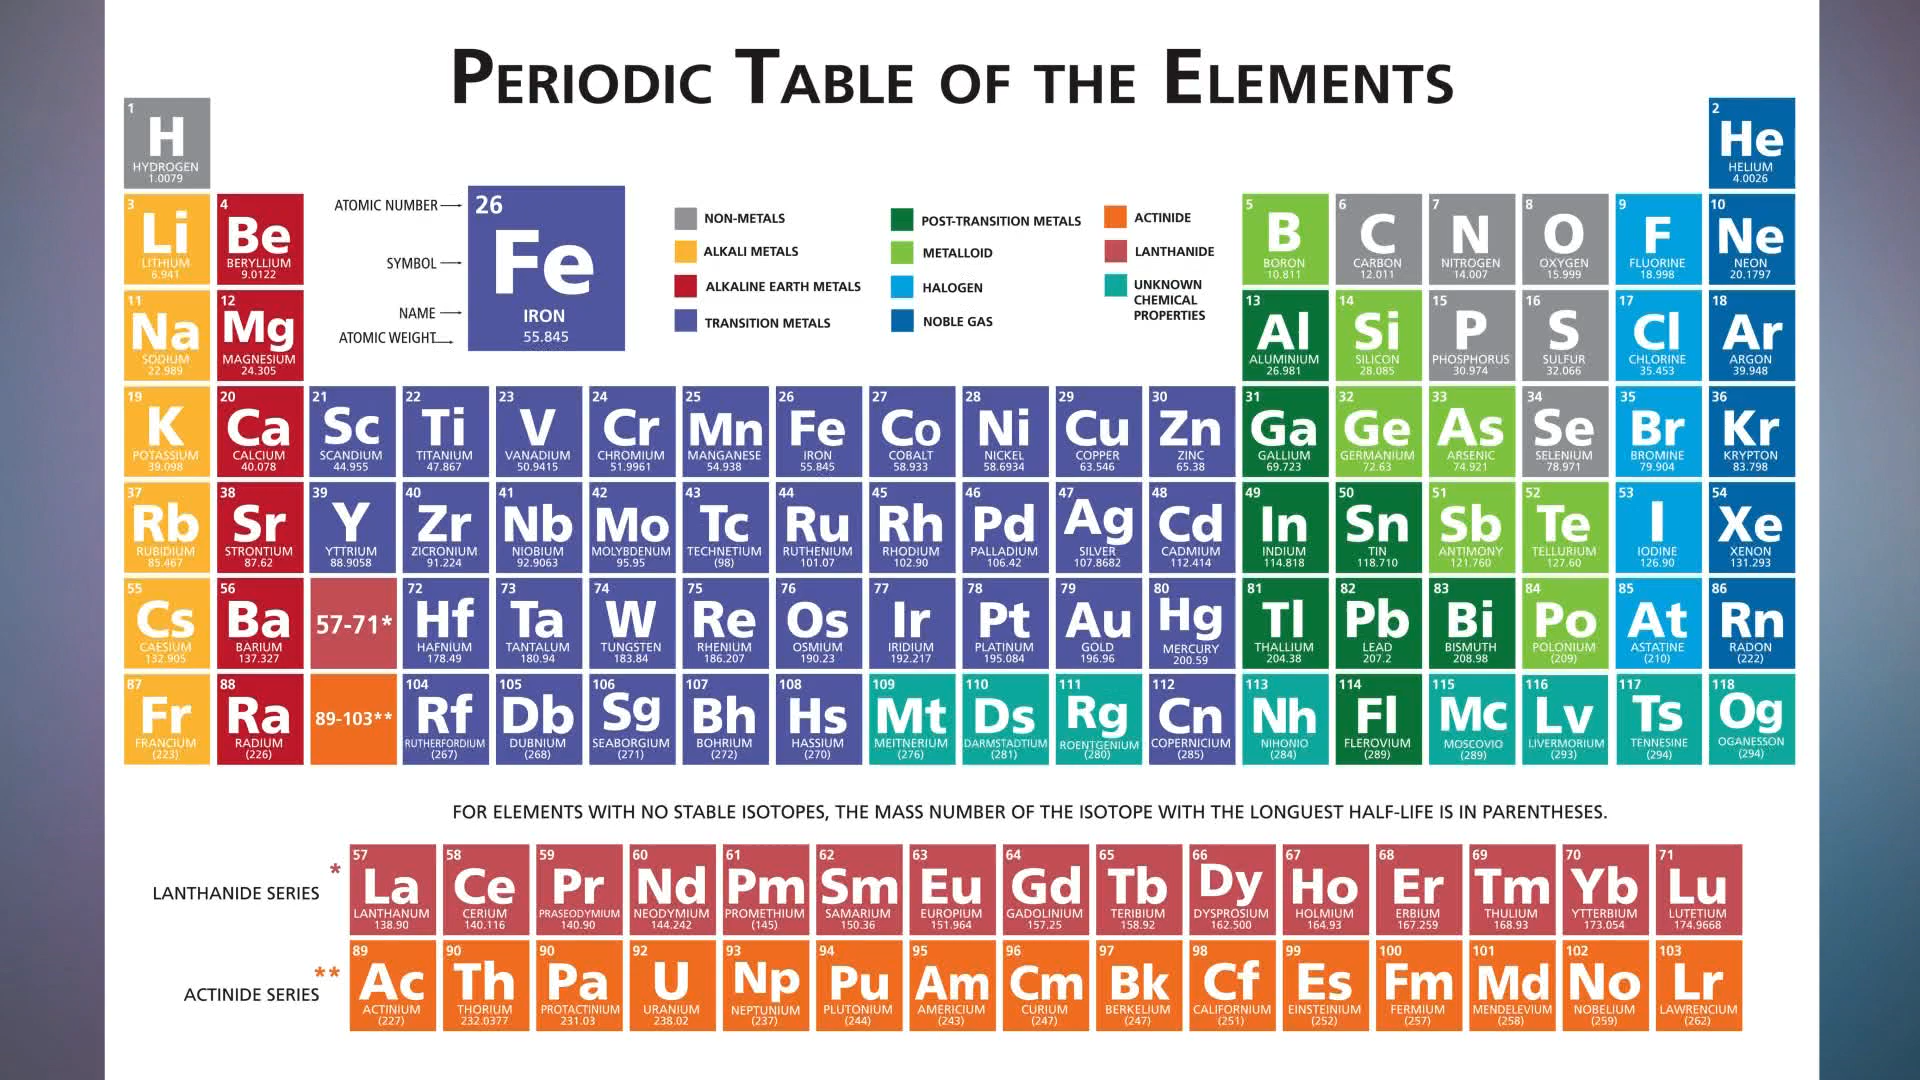 PERIODIC TABLE OF THE ELEMENTS
1 H HYDROGEN 1.0079
2 He HELIUM 4.0026
ATOMIC NUMBER
SYMBOL
NAME
ATOMIC WEIGHT
26 Fe IRON 55.845
NON-METALS
ALKALI METALS
ALKALINE EARTH METALS
TRANSITION METALS
POST-TRANSITION METALS
METALLOID
HALOGEN
NOBLE GAS
ACTINIDE
LANTHANIDE
UNKNOWN
CHEMICAL
PROPERTIES
3 Li LITHIUM 6.941
4 Be BERYLLIUM 9.0122
5 B BORON 10.811
6 C CARBON 12.011
7 N NITROGEN 14.007
8 O OXYGEN 15.999
9 F FLUORINE 18.998
10 Ne NEON 20.1797
11 Na SODIUM 22.989
12 Mg MAGNESIUM 24.305
13 Al ALUMINIUM 26.981
14 Si SILICON 28.085
15 P PHOSPHORUS 30.974
16 S SULFUR 32.066
17 Cl CHLORINE 35.453
18 Ar ARGON 39.948
19 K POTASSIUM 39.098
20 Ca CALCIUM 40.078
21 Sc SCANDIUM 44.955
22 Ti TITANIUM 47.867
23 V VANADIUM 50.9415
24 Cr CHROMIUM 51.9961
25 Mn MANGANESE 54.938
26 Fe IRON 55.845
27 Co COBALT 58.933
28 Ni NICKEL 58.6934
29 Cu COPPER 63.546
30 Zn ZINC 65.38
31 Ga GALLIUM 69.723
32 Ge GERMANIUM 72.63
33 As ARSENIC 74.921
34 Se SELENIUM 78.971
35 Br BROMINE 79.904
36 Kr KRYPTON 83.798
37 Rb RUBIDIUM 85.467
38 Sr STRONTIUM 87.62
39 Y YTTRIUM 88.9058
40 Zr ZICRONIUM 91.224
41 Nb NIOBIUM 92.9063
42 Mo MOLYBDENUM 95.95
43 Tc TECHNETIUM (98)
44 Ru RUTHENIUM 101.07
45 Rh RHODIUM 102.90
46 Pd PALLADIUM 106.42
47 Ag SILVER 107.8682
48 Cd CADMIUM 112.414
49 In INDIUM 114.818
50 Sn TIN 118.710
51 Sb ANTIMONY 121.760
52 Te TELLURIUM 127.60
53 I IODINE 126.90
54 Xe XENON 131.293
55 Cs CAESIUM 132.905
56 Ba BARIUM 137.327
57-71*
72 Hf HAFNIUM 178.49
73 Ta TANTALUM 180.94
74 W TUNGSTEN 183.84
75 Re RHENIUM 186.207
76 Os OSMIUM 190.23
77 Ir IRIDIUM 192.217
78 Pt PLATINUM 195.084
79 Au GOLD 196.96
80 Hg MERCURY 200.59
81 Tl THALLIUM 204.38
82 Pb LEAD 207.2
83 Bi BISMUTH 208.98
84 Po POLONIUM (209)
85 At ASTATINE (210)
86 Rn RADON (222)
87 Fr FRANCIUM (223)
88 Ra RADIUM (226)
89-103**
104 Rf RUTHERFORDIUM (267)
105 Db DUBNIUM (268)
106 Sg SEABORGIUM (271)
107 Bh BOHRIUM (272)
108 Hs HASSIUM (270)
109 Mt MEITNERIUM (276)
110 Ds DARMSTADTIUM (281)
111 Rg ROENTGENIUM (280)
112 Cn COPERNICIUM (285)
113 Nh NIHONIO (284)
114 Fl FLEROVIUM (289)
115 Mc MOSCOVIO (289)
116 Lv LIVERMORIUM (293)
117 Ts TENNESINE (294)
118 Og OGANESSON (294)
FOR ELEMENTS WITH NO STABLE ISOTOPES, THE MASS NUMBER OF THE ISOTOPE WITH THE LONGUEST HALF-LIFE IS IN PARENTHESES.
LANTHANIDE SERIES *
57 La LANTHANUM 138.90
58 Ce CERIUM 140.116
59 Pr PRASEODYMIUM 140.90
60 Nd NEODYMIUM 144.242
61 Pm PROMETHIUM (145)
62 Sm SAMARIUM 150.36
63 Eu EUROPIUM 151.964
64 Gd GADOLINIUM 157.25
65 Tb TERIBIUM 158.92
66 Dy DYSPROSIUM 162.500
67 Ho HOLMIUM 164.93
68 Er ERBIUM 167.259
69 Tm THULIUM 168.93
70 Yb YTTERBIUM 173.054
71 Lu LUTETIUM 174.9668
ACTINIDE SERIES **
89 Ac ACTINIUM (227)
90 Th THORIUM 232.0377
90 Pa PROTACTINIUM 231.03
92 U URANIUM 238.02
93 Np NEPTUNIUM (237)
94 Pu PLUTONIUM (244)
95 Am AMERICIUM (243)
96 Cm CURIUM (247)
97 Bk BERKELIUM (247)
98 Cf CALIFORNIUM (251)
99 Es EINSTEINIUM (252)
100 Fm FERMIUM (257)
101 Md MENDELEVIUM (258)
102 No NOBELIUM (259)
103 Lr LAWRENCIUM (262)